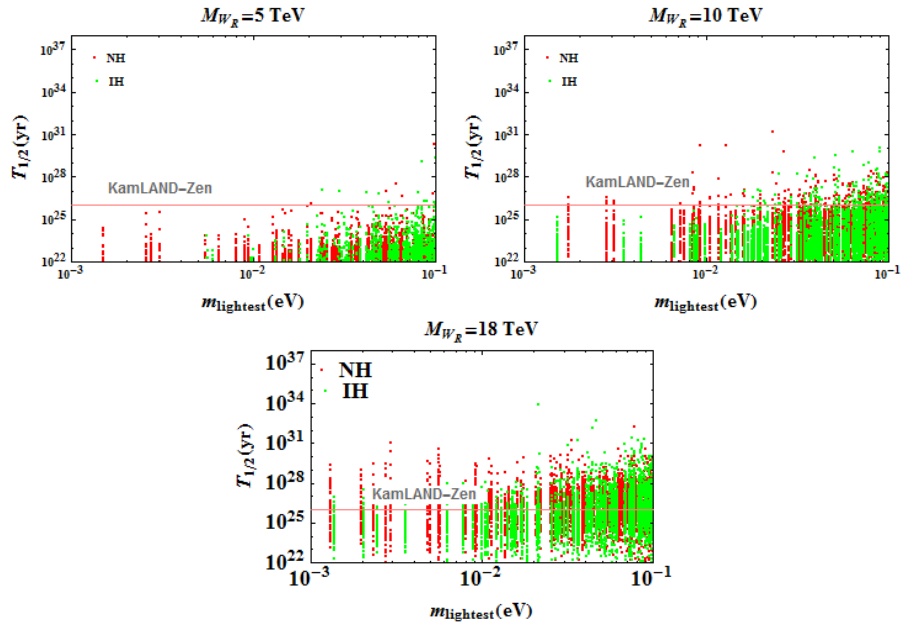 M_{W_R}=5 TeV
NH
IH
KamLAND–Zen
T_{1/2}(yr)
10^{37}
10^{34}
10^{31}
10^{28}
10^{25}
10^{22}
10^{-3} 10^{-2} 10^{-1}
m_{lightest}(eV)
M_{W_R}=10 TeV
NH
IH
KamLAND–Zen
T_{1/2}(yr)
10^{37}
10^{34}
10^{31}
10^{28}
10^{25}
10^{22}
10^{-3} 10^{-2} 10^{-1}
m_{lightest}(eV)
M_{W_R}=18 TeV
NH
IH
KamLAND–Zen
T_{1/2}(yr)
10^{37}
10^{34}
10^{31}
10^{28}
10^{25}
10^{22}
10^{-3} 10^{-2} 10^{-1}
m_{lightest}(eV)